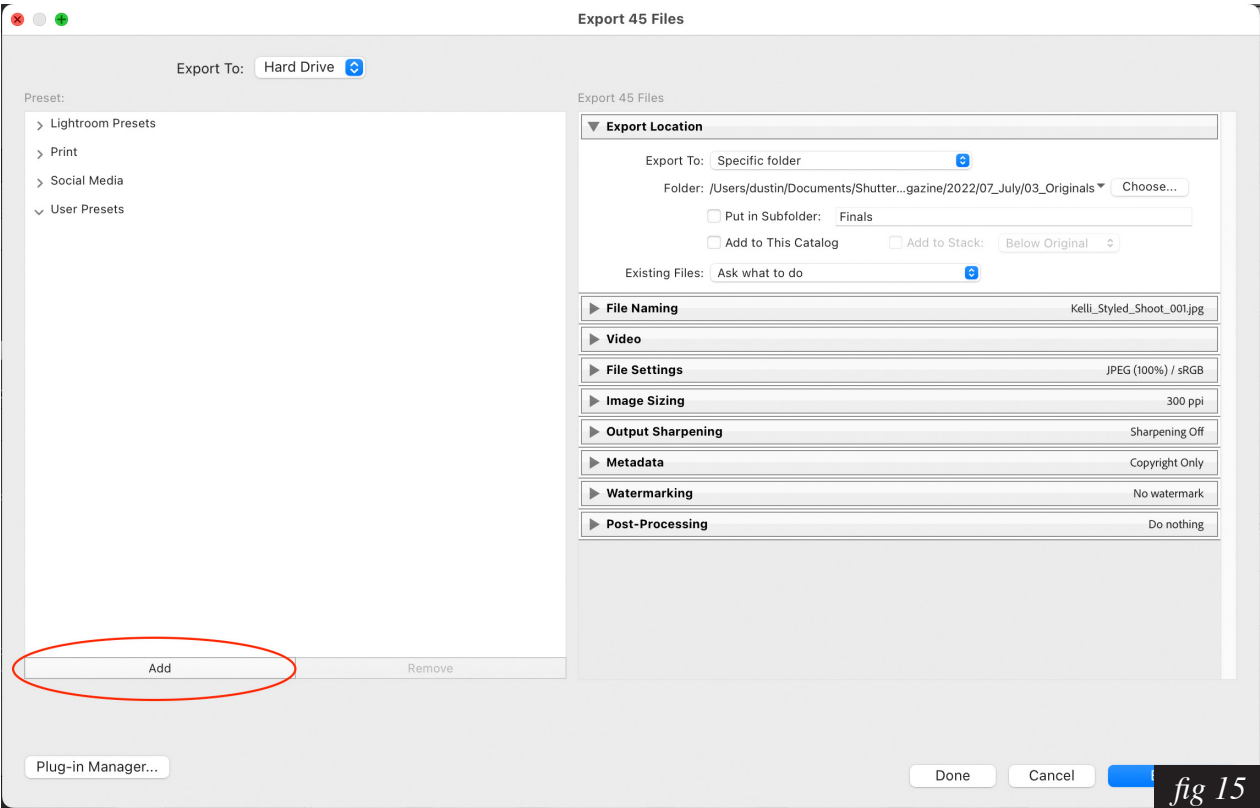 Export 45 Files
Export To: Hard Drive
Preset:
Lightroom Presets
Print
Social Media
User Presets
Add Remove
Export 45 Files
Export Location
Export To: Specific folder
Folder: /Users/dustin/Documents/Shutter...gazine/2022/07_July/03_Originals Choose...
Put in Subfolder: Finals
Add to This Catalog Add to Stack: Below Original
Existing Files: Ask what to do
File Naming Kelli_Styled_Shoot_001.jpg
Video
File Settings JPEG (100%) / sRGB
Image Sizing 300 ppi
Output Sharpening Sharpening Off
Metadata Copyright Only
Watermarking No watermark
Post-Processing Do nothing
Plug-in Manager... Done Cancel
fig 15